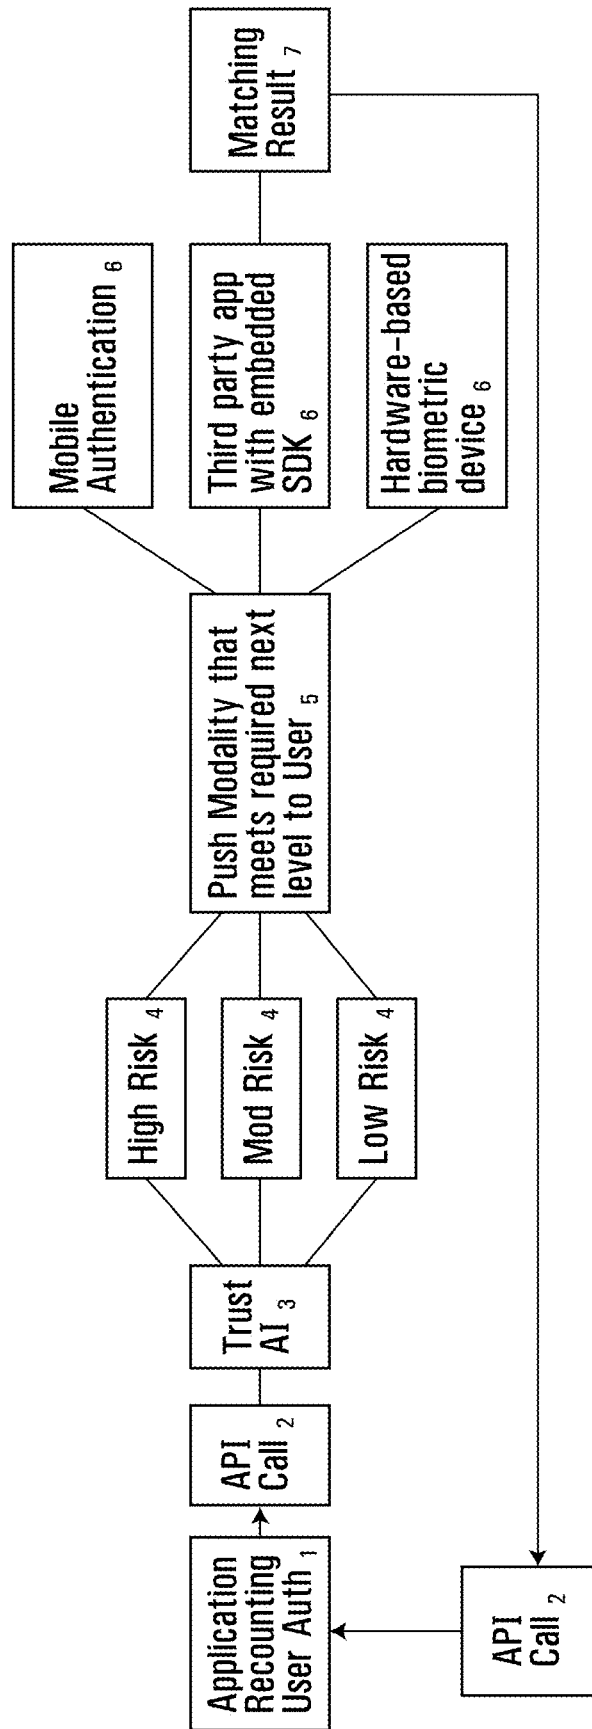 Application
Recounting
User Auth 1
API
Call 2
Trust
AI 3
High Risk 4
Mod Risk 4
Low Risk 4
Push Modality that
meets required next
level to User 5
Mobile
Authentication 6
Third party app
with embedded
SDK 6
Hardware-based
biometric
device 6
Matching
Result 7
API
Call 2